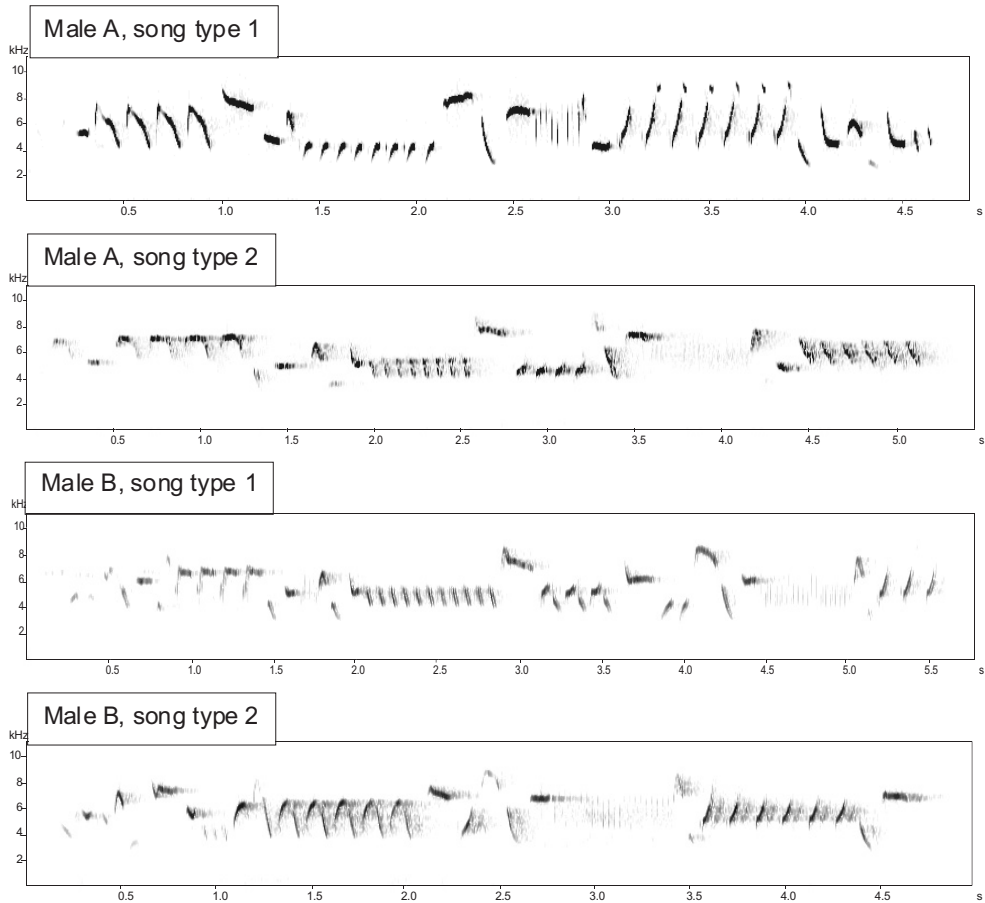 Male A, song type 1
kHz
10
8
6
4
2
0.5 1.0 1.5 2.0 2.5 3.0 3.5 4.0 4.5 s
Male A, song type 2
kHz
10
8
6
4
2
0.5 1.0 1.5 2.0 2.5 3.0 3.5 4.0 4.5 5.0 s
Male B, song type 1
kHz
10
8
6
4
2
0.5 1.0 1.5 2.0 2.5 3.0 3.5 4.0 4.5 5.0 5.5 s
Male B, song type 2
kHz
10
8
6
4
2
0.5 1.0 1.5 2.0 2.5 3.0 3.5 4.0 4.5 s